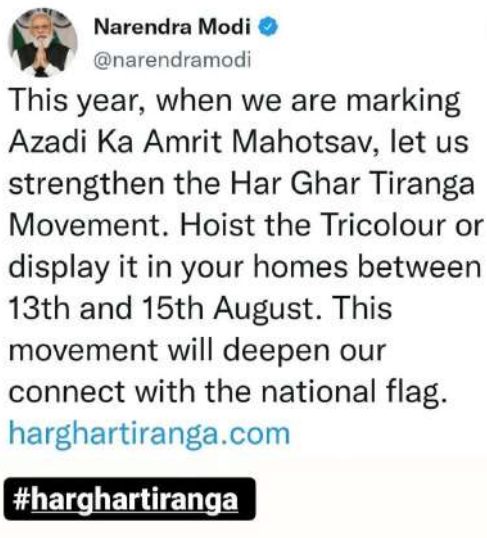 Narendra Modi
@narendramodi
This year, when we are marking
Azadi Ka Amrit Mahotsav, let us
strengthen the Har Ghar Tiranga
Movement. Hoist the Tricolour or
display it in your homes between
13th and 15th August. This
movement will deepen our
connect with the national flag.
harghartiranga.com
#harghartiranga